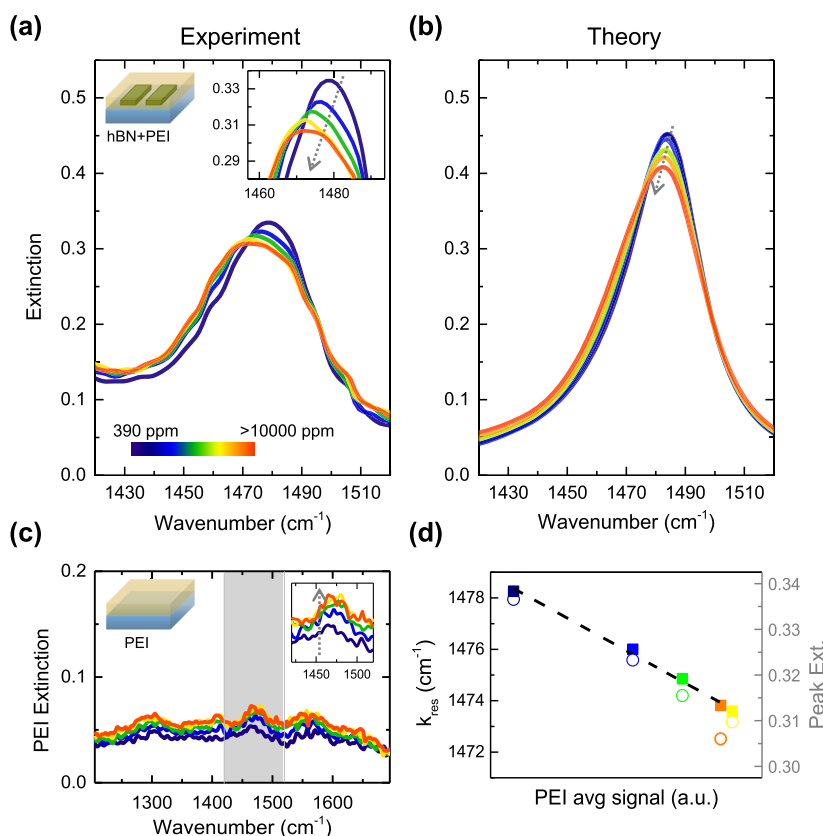 (a)
Experiment
(b)
Theory
0.5
0.4
0.3
0.2
0.1
0.0
Extinction
hBN+PEI
0.33
0.31
0.29
1460 1480
390 ppm >10000 ppm
1430 1450 1470 1490 1510
Wavenumber (cm⁻¹)
0.5
0.4
0.3
0.2
0.1
0.0
1430 1450 1470 1490 1510
Wavenumber (cm⁻¹)
(c)
0.2
0.1
0.0
PEI Extinction
PEI
1450 1500
1300 1400 1500 1600
Wavenumber (cm⁻¹)
(d)
1478
1476
1474
1472
k_res (cm⁻¹)
0.34
0.33
0.32
0.31
0.30
Peak Ext.
PEI avg signal (a.u.)